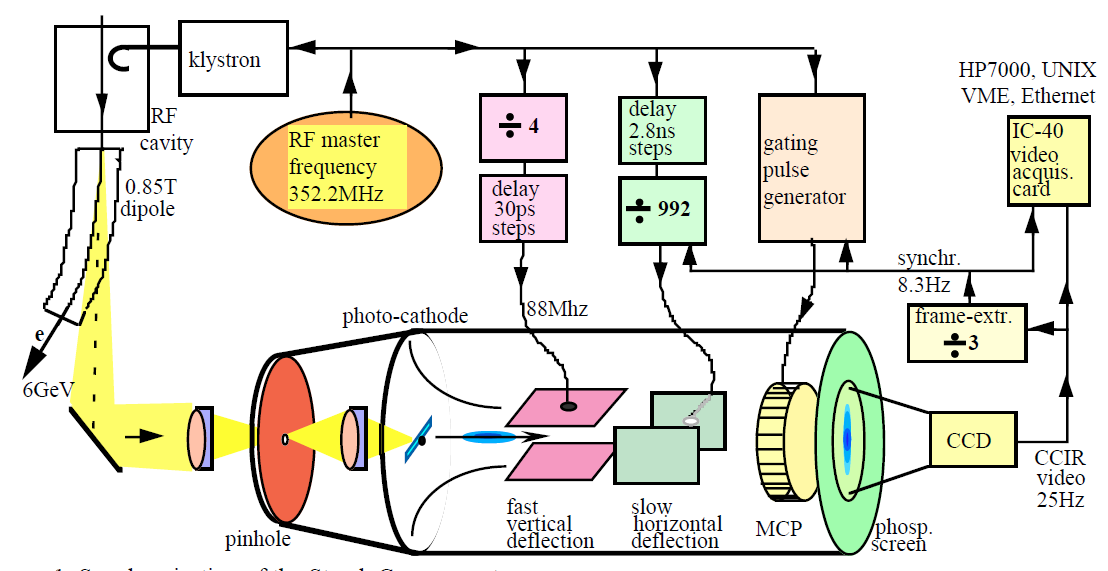 klystron
RF
cavity
RF master
frequency
352.2MHz
÷ 4
delay
30ps
steps
delay
2.8ns
steps
÷ 992
gating
pulse
generator
HP7000, UNIX
VME, Ethernet
IC-40
video
acquis.
card
0.85T
dipole
synchr.
8.3Hz
frame-extr.
÷3
88Mhz
photo-cathode
e
6GeV
CCD
CCIR
video
25Hz
pinhole
fast
vertical
deflection
slow
horizontal
deflection
MCP
phosp.
screen